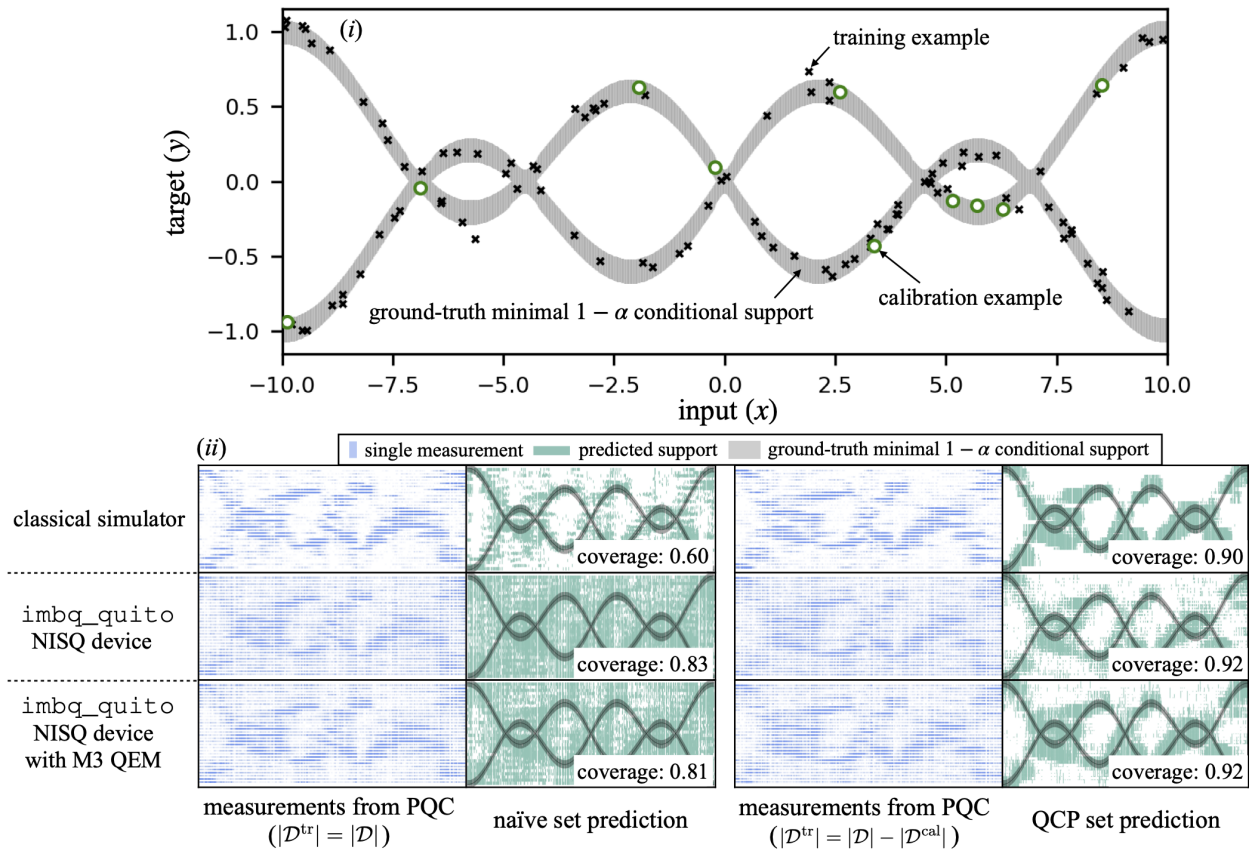 (i)
training example
1.0
0.5
0.0
−0.5
−1.0
target (y)
ground-truth minimal 1 − α conditional support
calibration example
−10.0 −7.5 −5.0 −2.5 0.0 2.5 5.0 7.5 10.0
input (x)
(ii)
single measurement predicted support ground-truth minimal 1 − α conditional support
classical simulator
coverage: 0.60
coverage: 0.90
imbq_quito
NISQ device
coverage: 0.83
coverage: 0.92
imbq_quito
NISQ device
with M3 QEM
coverage: 0.81
coverage: 0.92
measurements from PQC
(|𝒟ᵗʳ| = |𝒟|)
naïve set prediction
measurements from PQC
(|𝒟ᵗʳ| = |𝒟| − |𝒟ᶜᵃˡ|)
QCP set prediction